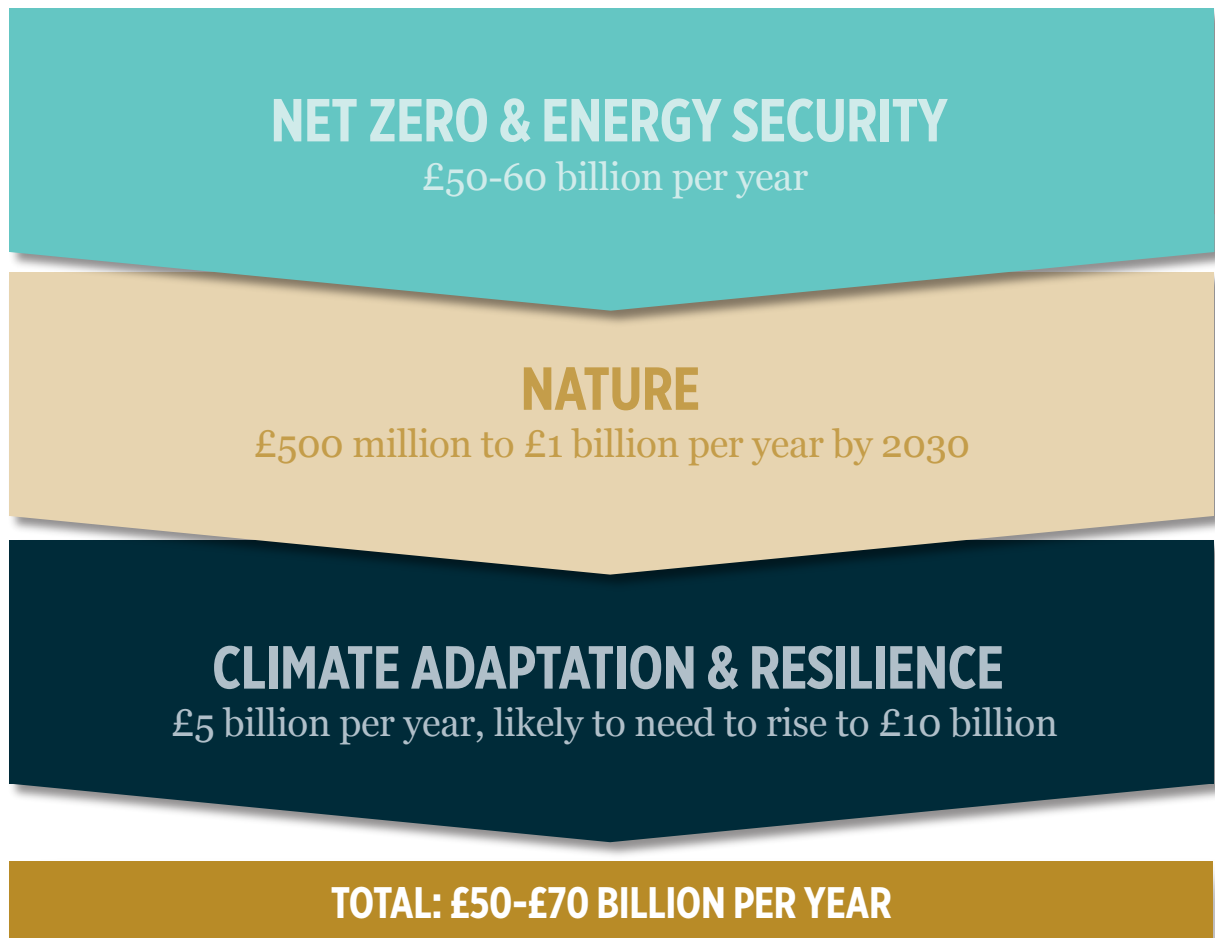 NET ZERO & ENERGY SECURITY
£50-60 billion per year
NATURE
£500 million to £1 billion per year by 2030
CLIMATE ADAPTATION & RESILIENCE
£5 billion per year, likely to need to rise to £10 billion
TOTAL: £50-£70 BILLION PER YEAR